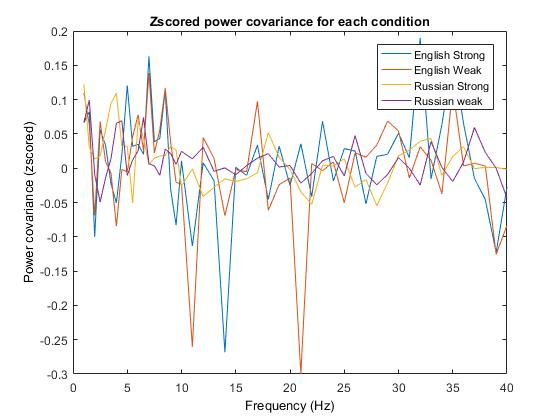 Zscored power covariance for each condition
Power covariance (zscored)
0.2
0.15
0.1
0.05
0
-0.05
-0.1
-0.15
-0.2
-0.25
-0.3
English Strong
English Weak
Russian Strong
Russian weak
0 5 10 15 20 25 30 35 40
Frequency (Hz)